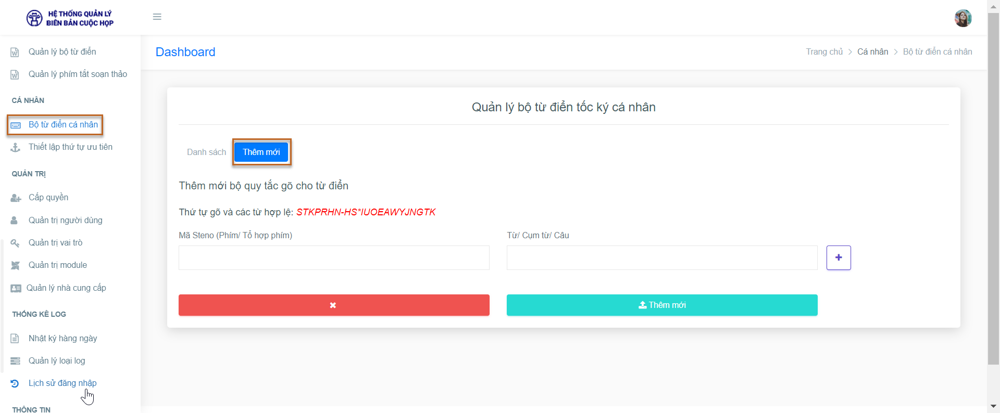 HỆ THỐNG QUẢN LÝ
BIÊN BẢN CUỘC HỌP
Quản lý bộ từ điển
Quản lý phím tắt soạn thảo
CÁ NHÂN
Bộ từ điển cá nhân
Thiết lập thứ tự ưu tiên
QUẢN TRỊ
Cấp quyền
Quản trị người dùng
Quản trị vai trò
Quản trị module
Quản lý nhà cung cấp
THỐNG KÊ LOG
Nhật ký hàng ngày
Quản lý loại log
Lịch sử đăng nhập
THÔNG TIN
Dashboard
Trang chủ > Cá nhân > Bộ từ điển cá nhân
Quản lý bộ từ điển tốc ký cá nhân
Danh sách Thêm mới
Thêm mới bộ quy tắc gõ cho từ điển
Thứ tự gõ và các từ hợp lệ: STKPRHN-HS*IUOEAWYJNGTK
Mã Steno (Phím/ Tổ hợp phím) Từ/ Cụm từ/ Câu
Thêm mới